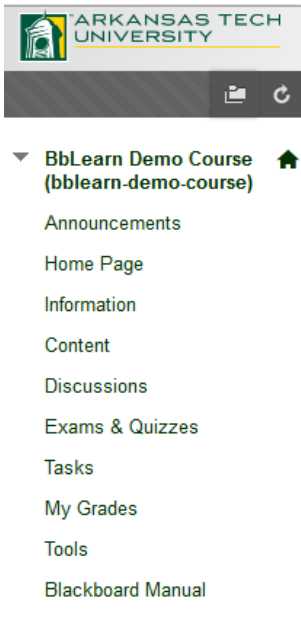 ARKANSAS TECH
UNIVERSITY
BbLearn Demo Course
(bblearn-demo-course)
Announcements
Home Page
Information
Content
Discussions
Exams & Quizzes
Tasks
My Grades
Tools
Blackboard Manual